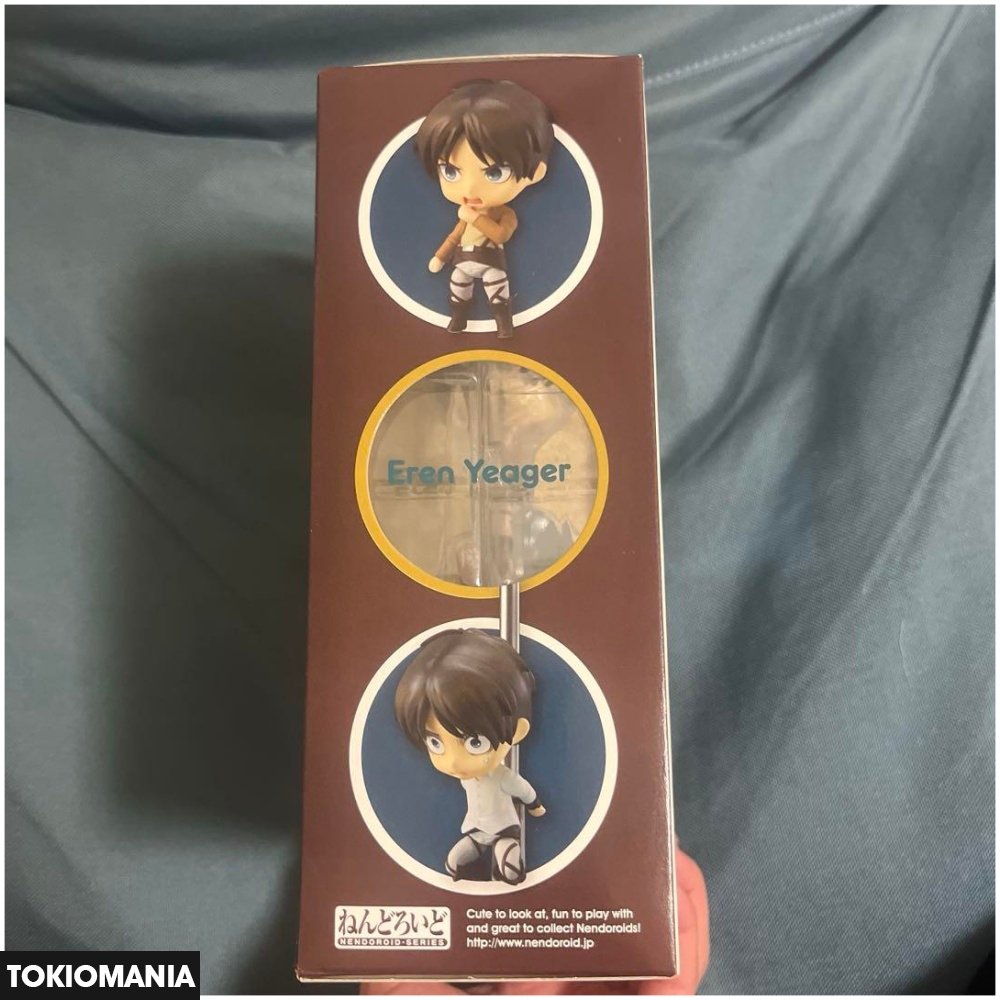 Eren Yeager
ねんどろいど
NENDOROID·SERIES
Cute to look at, fun to play with
and great to collect Nendoroids!
http://www.nendoroid.jp
TOKIOMANIA